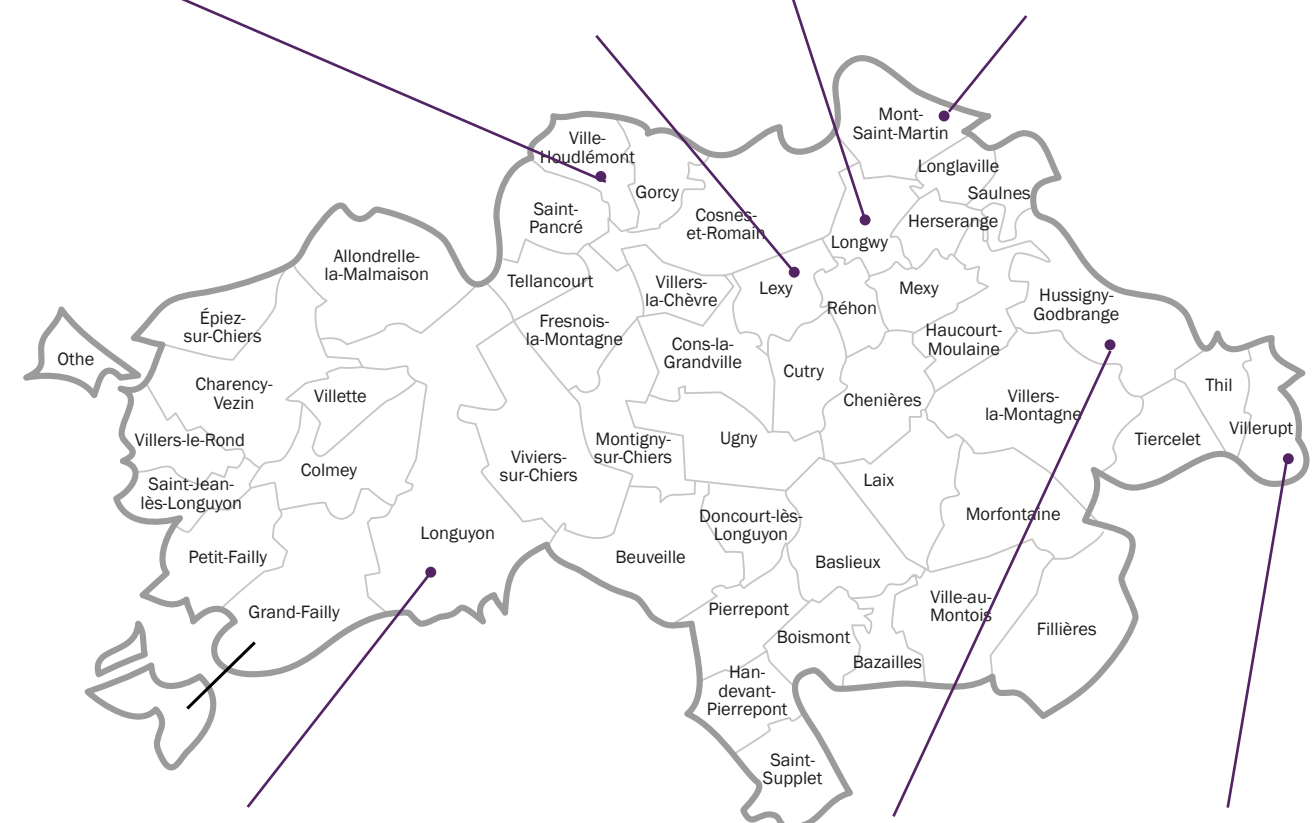 Mont-
Saint-Martin
Ville-
Houdlémont
Longlaville
Gorcy
Saulnes
Saint-
Pancré
Cosnes-
et-Romain
Herserange
Longwy
Allondrelle-
la-Malmaison
Tellancourt
Villers-
la-Chèvre
Lexy
Mexy
Réhon
Hussigny-
Godbrange
Épiez-
sur-Chiers
Fresnois-
la-Montagne
Haucourt-
Moulaine
Othe
Cons-la-
Grandville
Cutry
Thil
Charency-
Vezin
Villette
Chenières
Villers-
la-Montagne
Villers-le-Rond
Montigny-
sur-Chiers
Ugny
Tiercelet
Villerupt
Colmey
Viviers-
sur-Chiers
Laix
Saint-Jean-
lès-Longuyon
Doncourt-lès-
Longuyon
Morfontaine
Longuyon
Petit-Failly
Beuveille
Baslieux
Grand-Failly
Pierrepont
Ville-au-
Montois
Boismont
Fillières
Bazailles
Han-
devant-
Pierrepont
Saint-
Supplet